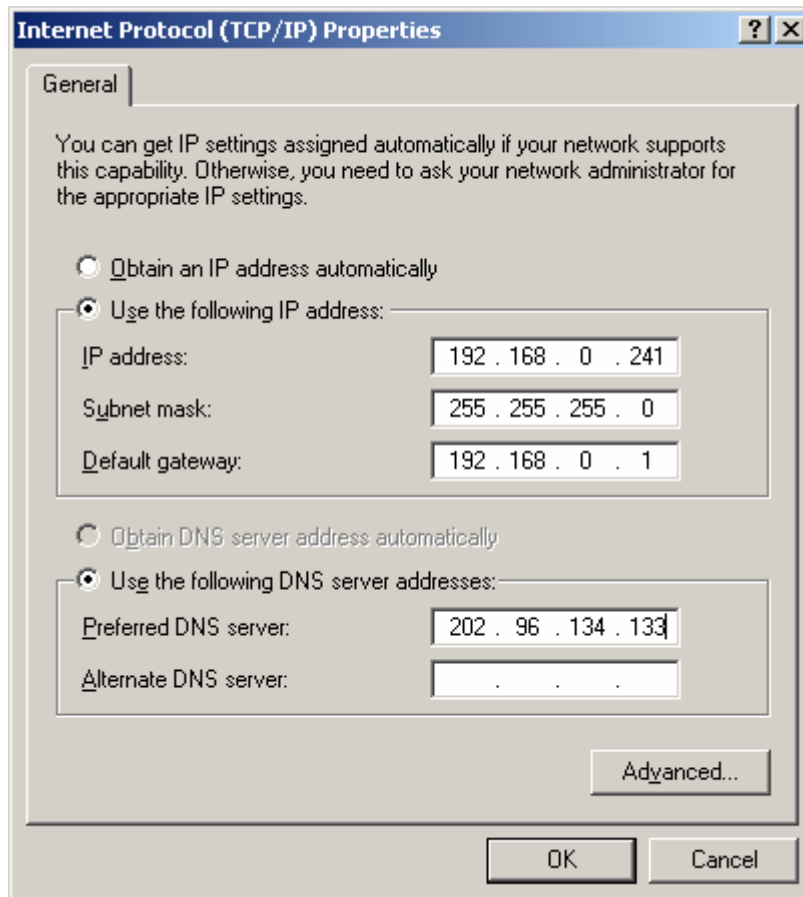 Internet Protocol (TCP/IP) Properties
General
You can get IP settings assigned automatically if your network supports
this capability. Otherwise, you need to ask your network administrator for
the appropriate IP settings.
Obtain an IP address automatically
Use the following IP address:
IP address: 192 . 168 . 0 . 241
Subnet mask: 255 . 255 . 255 . 0
Default gateway: 192 . 168 . 0 . 1
Obtain DNS server address automatically
Use the following DNS server addresses:
Preferred DNS server: 202 . 96 . 134 . 133
Alternate DNS server: . . .
Advanced...
OK Cancel